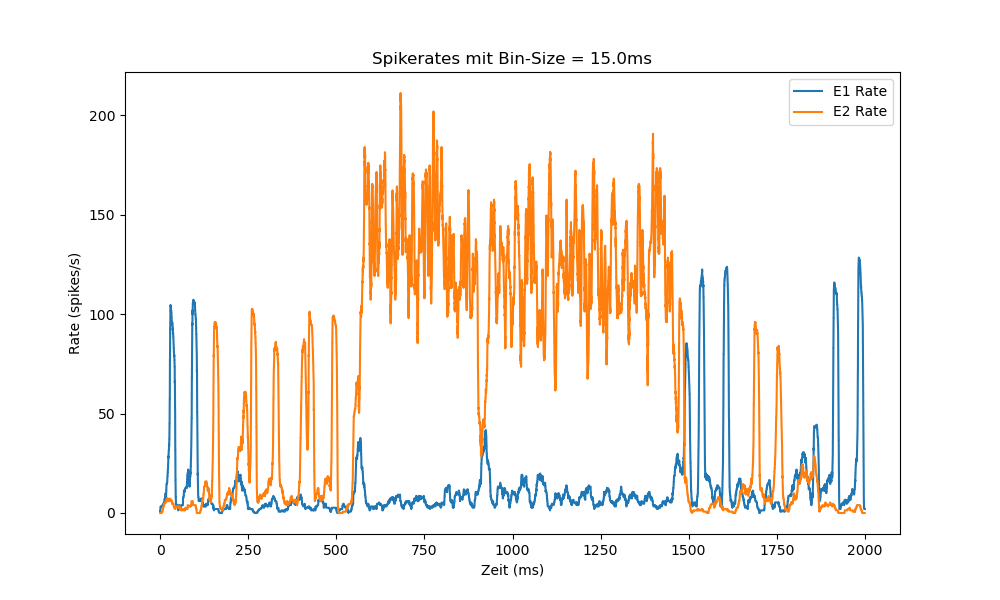 Spikerates mit Bin-Size = 15.0ms
E1 Rate
E2 Rate
Rate (spikes/s)
200
150
100
50
0
0 250 500 750 1000 1250 1500 1750 2000
Zeit (ms)